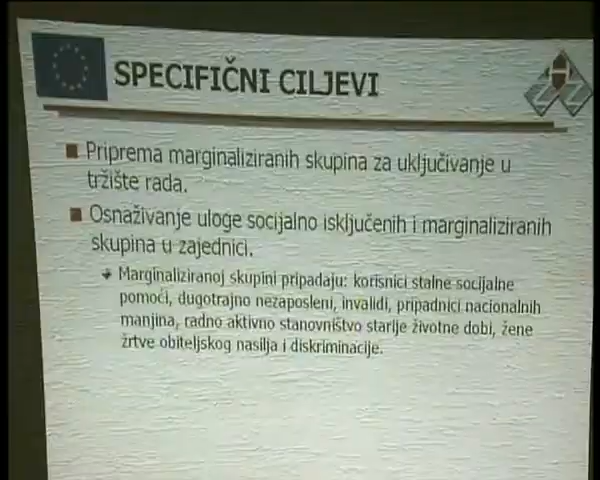 SPECIFIČNI CILJEVI
Priprema marginaliziranih skupina za uključivanje u
tržište rada.
Osnaživanje uloge socijalno isključenih i marginaliziranih
skupina u zajednici.
Marginaliziranoj skupini pripadaju: korisnici stalne socijalne
pomoći, dugotrajno nezaposleni, invalidi, pripadnici nacionalnih
manjina, radno aktivno stanovništvo starije životne dobi, žene
žrtve obiteljskog nasilja i diskriminacije.